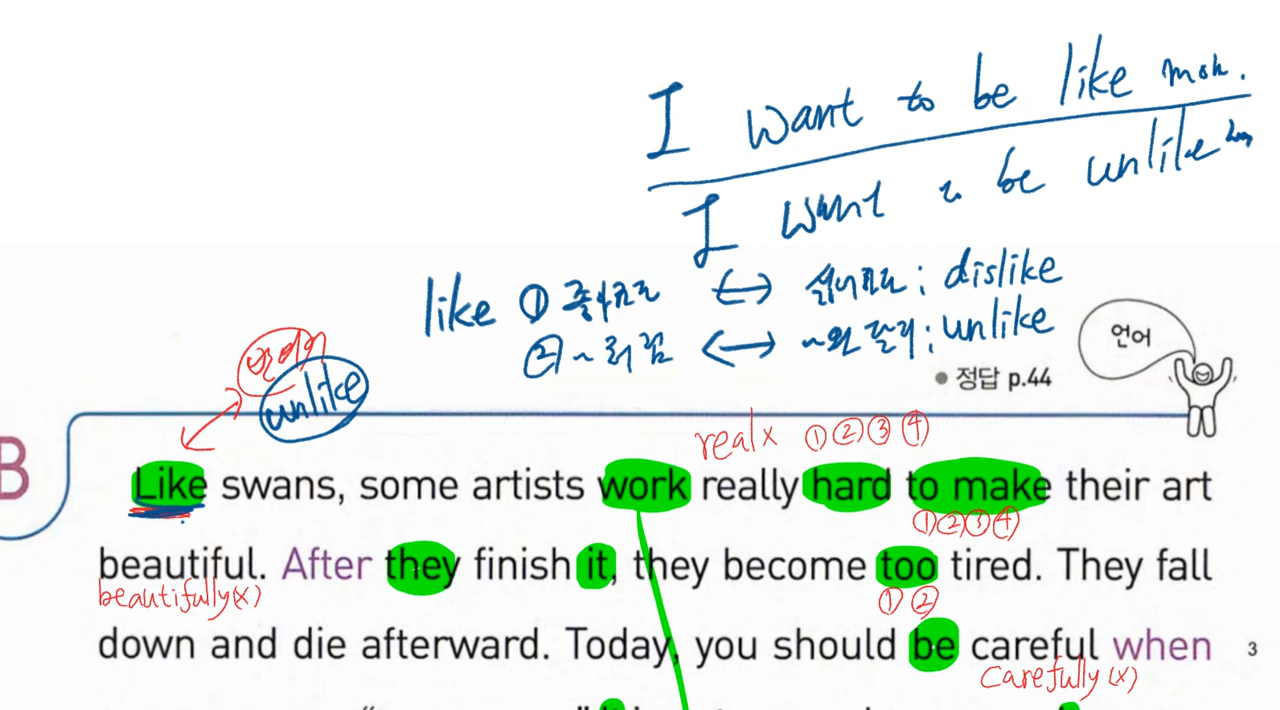 I want to be like mom.
I want to be unlike
like ① 좋아하다 ↔ 싫어하다 : dislike
② ~처럼 ↔ ~와 달리 : unlike
언어
반의어
unlike
● 정답 p.44
real x ① ② ③ ④
B
Like swans, some artists work really hard to make their art
① ② ③ ④
beautiful. After they finish it, they become too tired. They fall
beautifully(x) ① ②
down and die afterward. Today, you should be careful when 3
carefully (x)